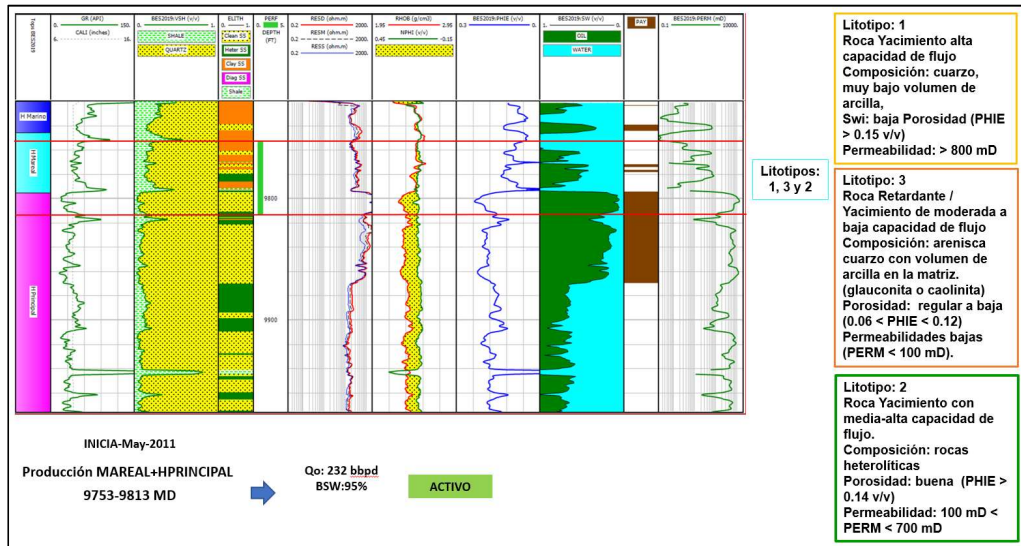 Tops BES2019
GR (API)
0. 150.
CALI (inches)
6. 16.
BES2019:VSH (v/v)
0. 1.
SHALE
QUARTZ
ELITH
0. 1.
Clean SS
Heter SS
Clay SS
Diag SS
Shale
PERF
0. 5.
DEPTH
(FT)
RESD (ohm.m)
0.2 2000.
RESM (ohm.m)
0.2 2000.
RESS (ohm.m)
0.2 2000.
RHOB (g/cm3)
1.95 2.95
NPHI (v/v)
0.45 -0.15
BES2019:PHIE (v/v)
0.3 0.
BES2019:SW (v/v)
1. 0.
OIL
WATER
PAY
BES2019:PERM (mD)
0.1 10000.
H Marino
H Mareal
H Principal
9800
9900
INICIA-May-2011
Producción MAREAL+HPRINCIPAL
9753-9813 MD
Qo: 232 bbpd
BSW:95%
ACTIVO
Litotipos:
1, 3 y 2
Litotipo: 1
Roca Yacimiento alta
capacidad de flujo
Composición: cuarzo,
muy bajo volumen de
arcilla,
Swi: baja Porosidad (PHIE
> 0.15 v/v)
Permeabilidad: > 800 mD
Litotipo: 3
Roca Retardante /
Yacimiento de moderada a
baja capacidad de flujo
Composición: arenisca
cuarzo con volumen de
arcilla en la matriz.
(glauconita o caolinita)
Porosidad: regular a baja
(0.06 < PHIE < 0.12)
Permeabilidades bajas
(PERM < 100 mD).
Litotipo: 2
Roca Yacimiento con
media-alta capacidad de
flujo.
Composición: rocas
heterolíticas
Porosidad: buena (PHIE >
0.14 v/v)
Permeabilidad: 100 mD <
PERM < 700 mD